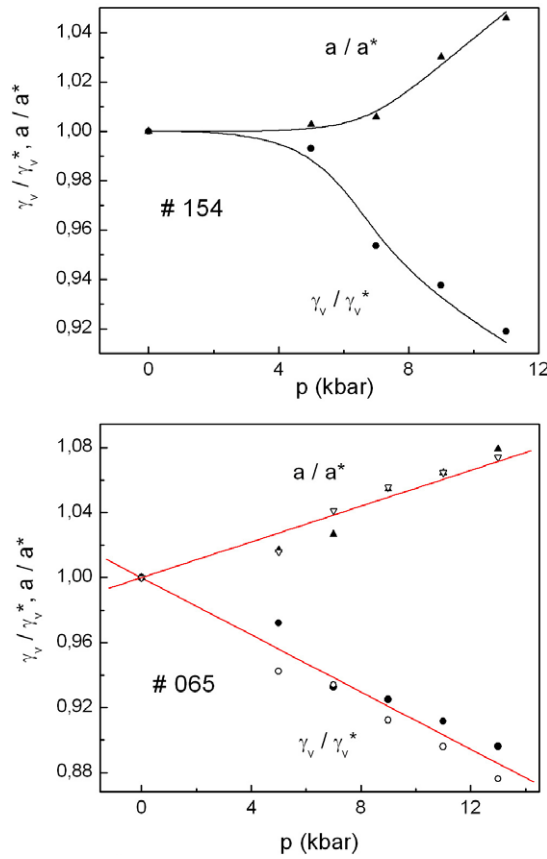 1,04
1,02
1,00
0,98
0,96
0,94
0,92
γv / γv*, a / a*
a / a*
# 154
γv / γv*
0
4
8
12
p (kbar)
1,08
1,04
1,00
0,96
0,92
0,88
γv / γv*, a / a*
a / a*
# 065
γv / γv*
0
4
8
12
p (kbar)